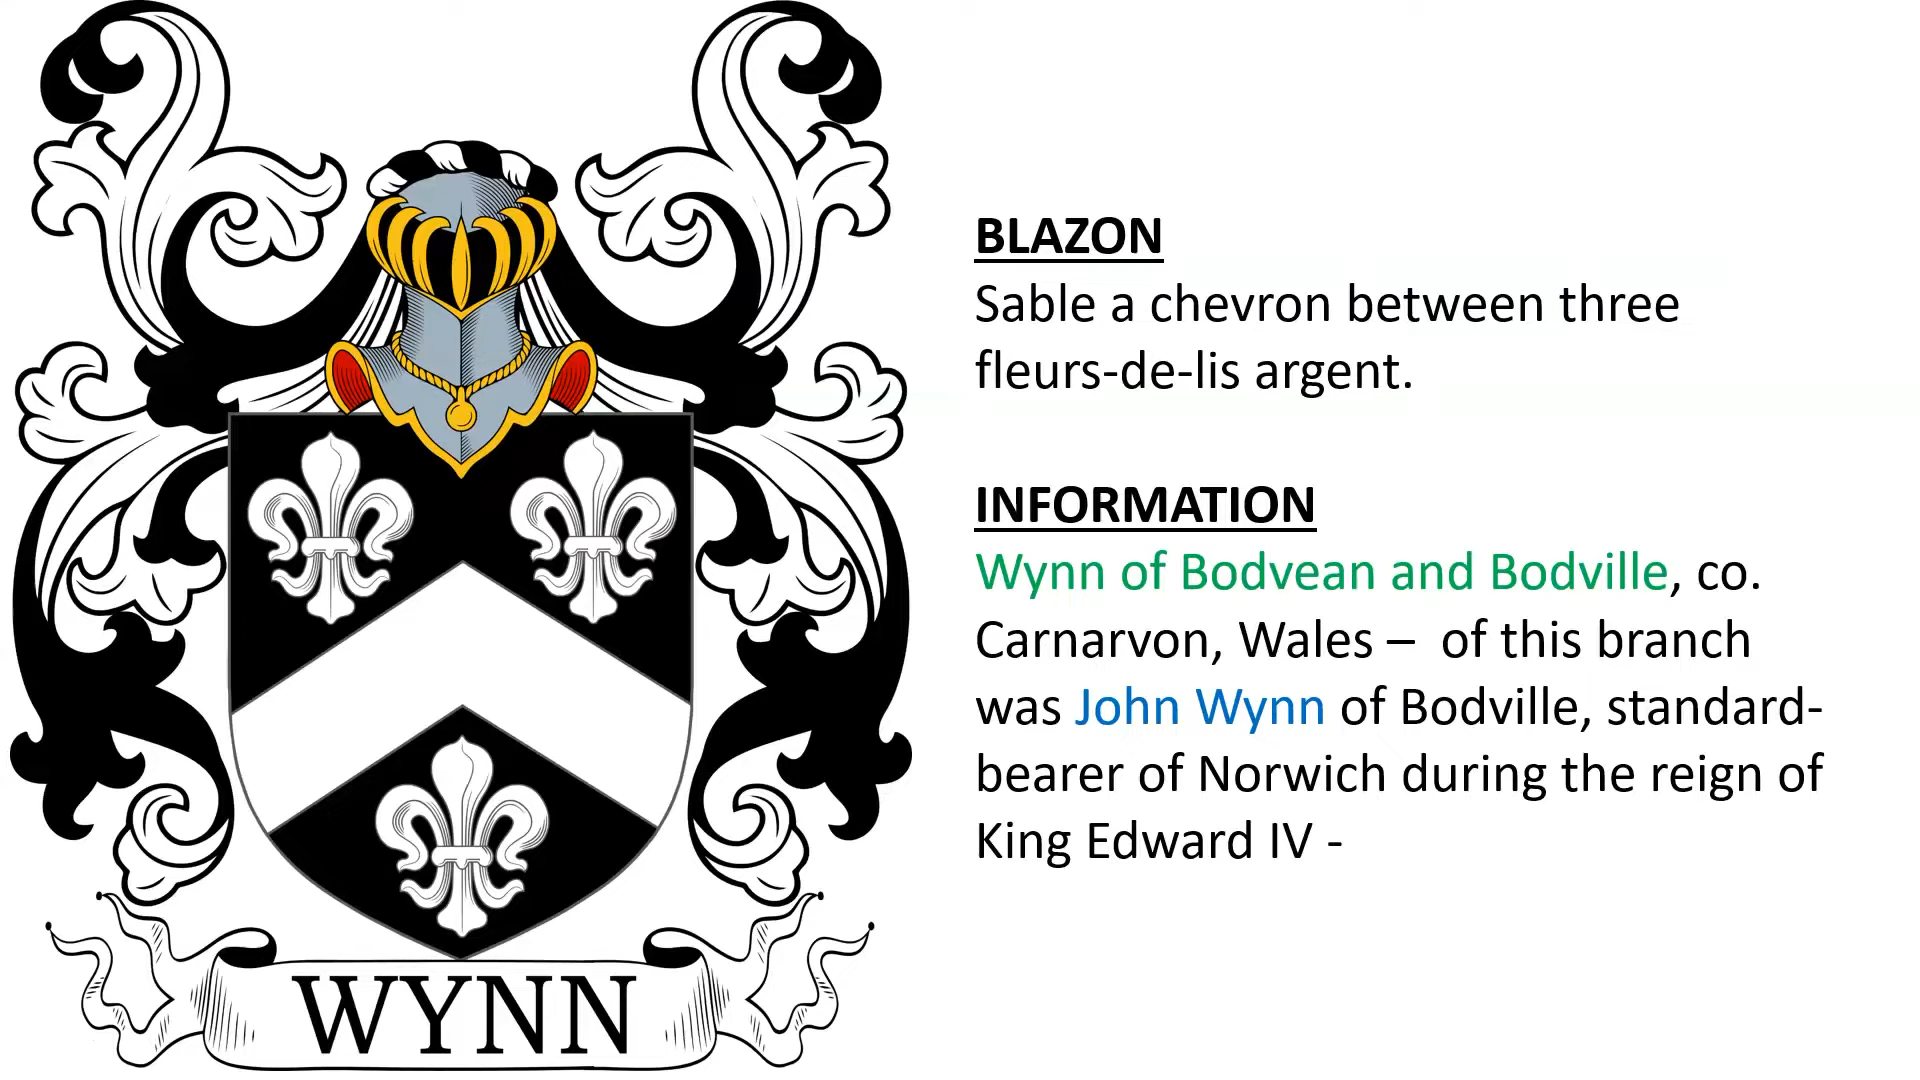 BLAZON
Sable a chevron between three
fleurs-de-lis argent.
INFORMATION
Wynn of Bodvean and Bodville, co.
Carnarvon, Wales –  of this branch
was John Wynn of Bodville, standard-
bearer of Norwich during the reign of
King Edward IV -
WYNN